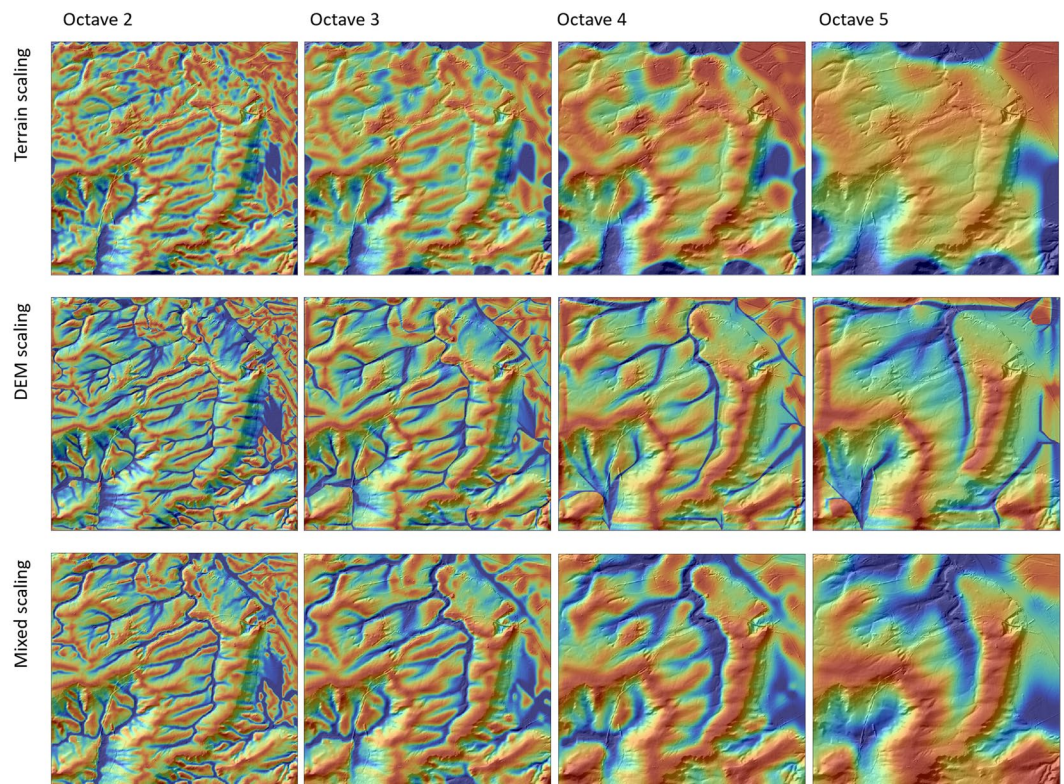 Octave 2
Octave 3
Octave 4
Octave 5
Terrain scaling
DEM scaling
Mixed scaling